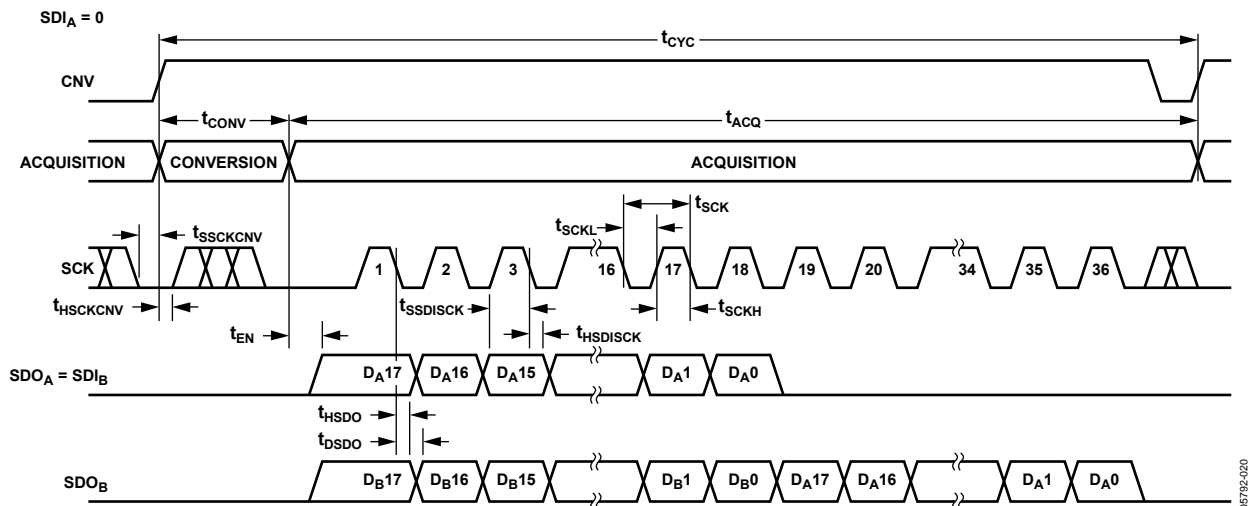 SDIA = 0
tCYC
CNV
tCONV
tACQ
ACQUISITION CONVERSION ACQUISITION
tSCK
tSCKL
tSSCKCNV
SCK 1 2 3 16 17 18 19 20 34 35 36
tHSCKCNV
tSSDISCK
tSCKH
tEN
tHSDISCK
SDOA = SDIB DA17 DA16 DA15 DA1 DA0
tHSDO
tDSDO
SDOB DB17 DB16 DB15 DB1 DB0 DA17 DA16 DA1 DA0
05792-020